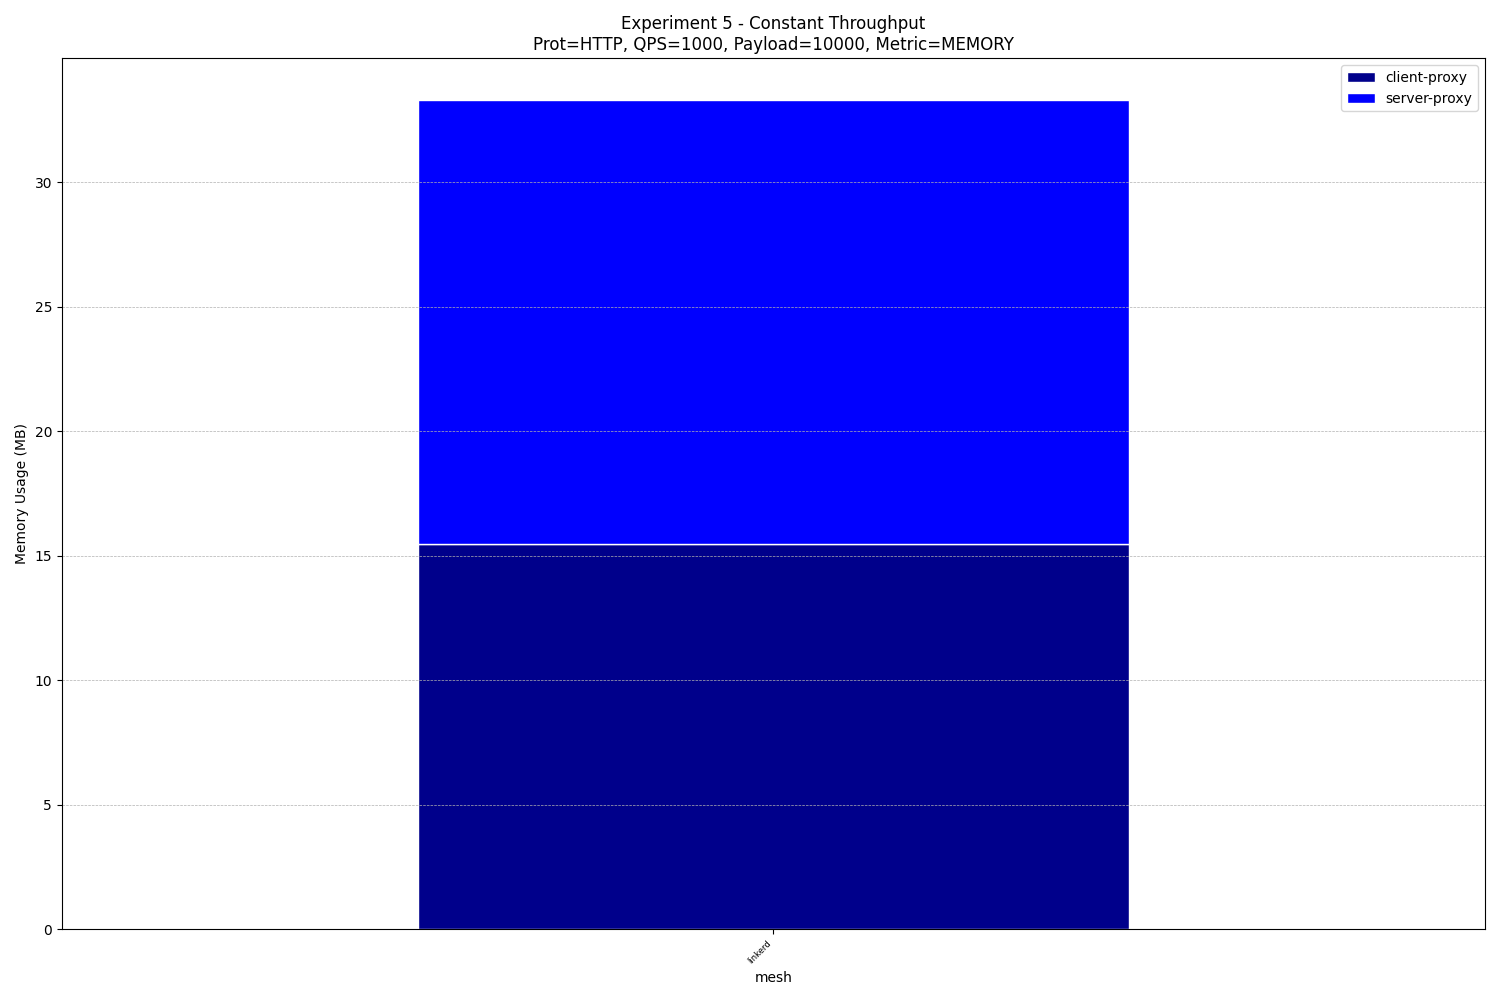 Experiment 5 - Constant Throughput
Prot=HTTP, QPS=1000, Payload=10000, Metric=MEMORY
client-proxy
server-proxy
30
25
20
15
10
5
0
Memory Usage (MB)
linkerd
mesh